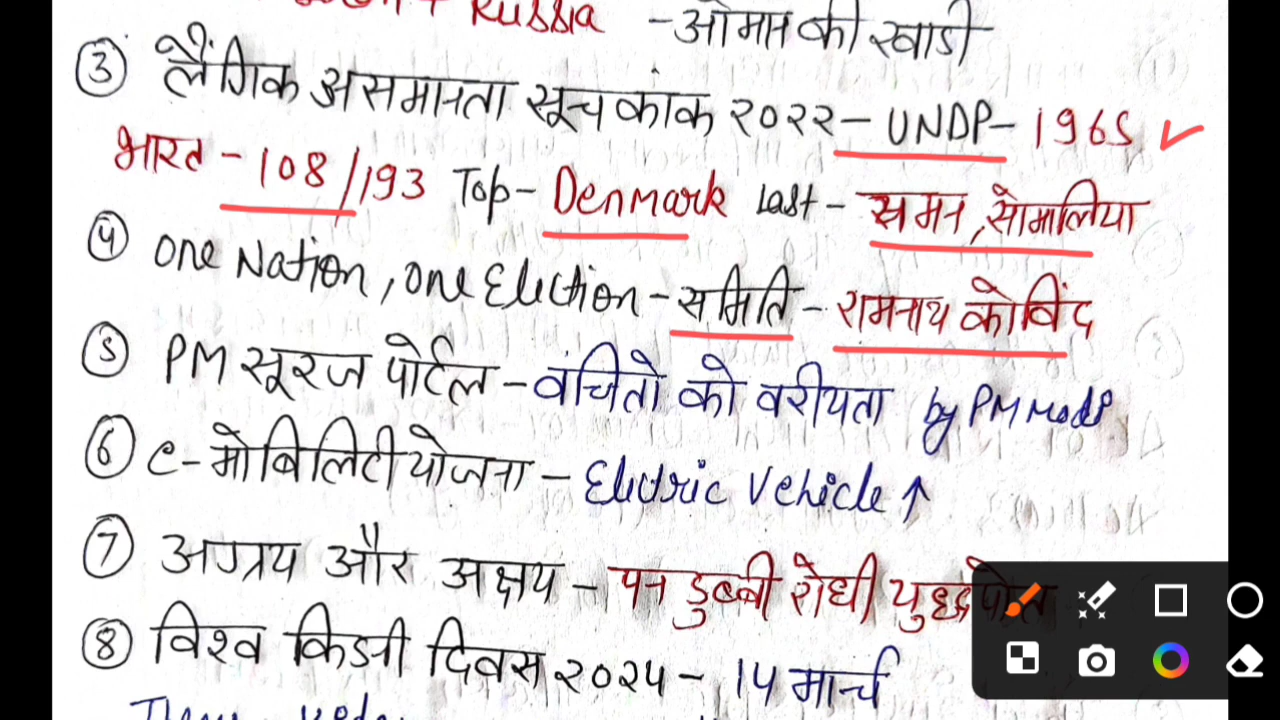 + Russia - ओमान की खाड़ी
③ लैंगिक असमानता सूचकांक २०२२ - UNDP - 1965 ✓
भारत - 108/193 Top - Denmark Last - यमन, सोमालिया
④ One Nation, One Election - समिति - रामनाथ कोविंद
⑤ PM सूरज पोर्टल - वंचितो को वरीयता by PM Modi
⑥ e-मोबिलिटी योजना - Electric Vehicle ↑
⑦ अग्रय और अक्षय - पनडुब्बी रोधी युद्धपोत
⑧ विश्व किडनी दिवस २०२४ - 14 मार्च